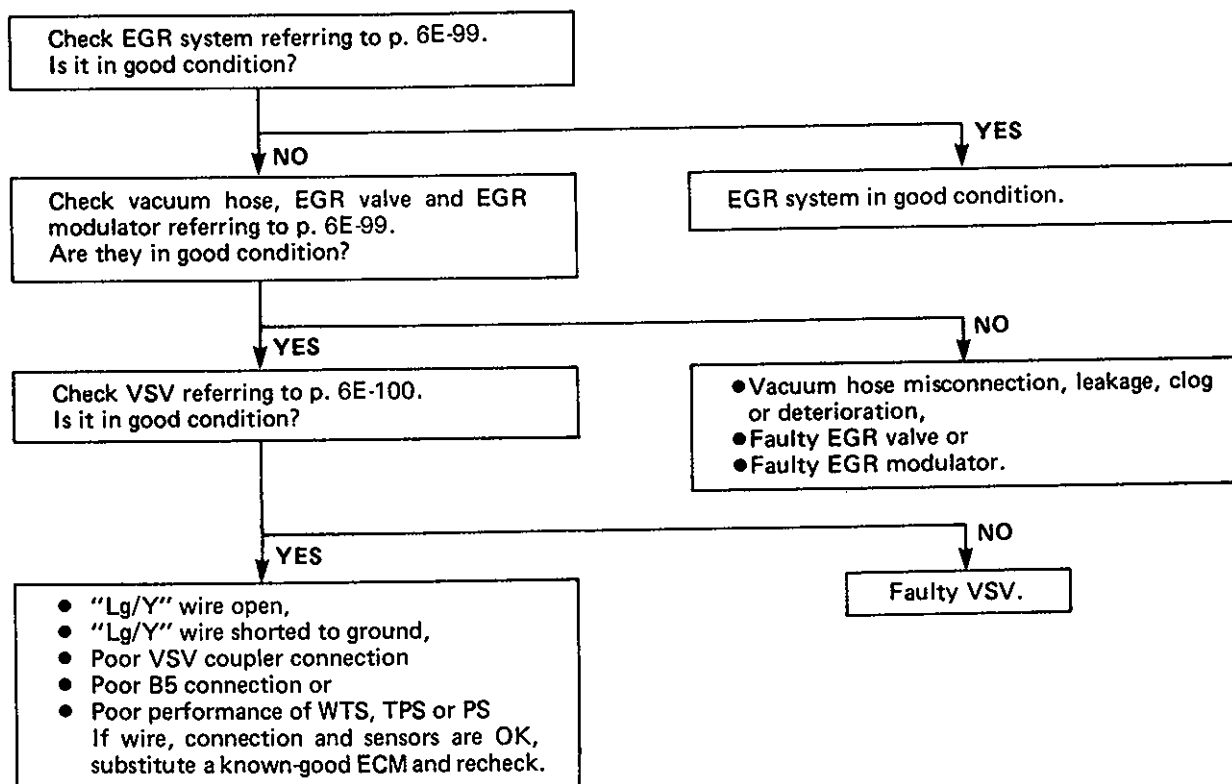 Check EGR system referring to p. 6E-99.
Is it in good condition?
NO
YES
Check vacuum hose, EGR valve and EGR
modulator referring to p. 6E-99.
Are they in good condition?
EGR system in good condition.
YES
NO
Check VSV referring to p. 6E-100.
Is it in good condition?
●Vacuum hose misconnection, leakage, clog
or deterioration,
●Faulty EGR valve or
●Faulty EGR modulator.
YES
NO
● "Lg/Y" wire open,
● "Lg/Y" wire shorted to ground,
● Poor VSV coupler connection
● Poor B5 connection or
● Poor performance of WTS, TPS or PS
If wire, connection and sensors are OK,
substitute a known-good ECM and recheck.
Faulty VSV.